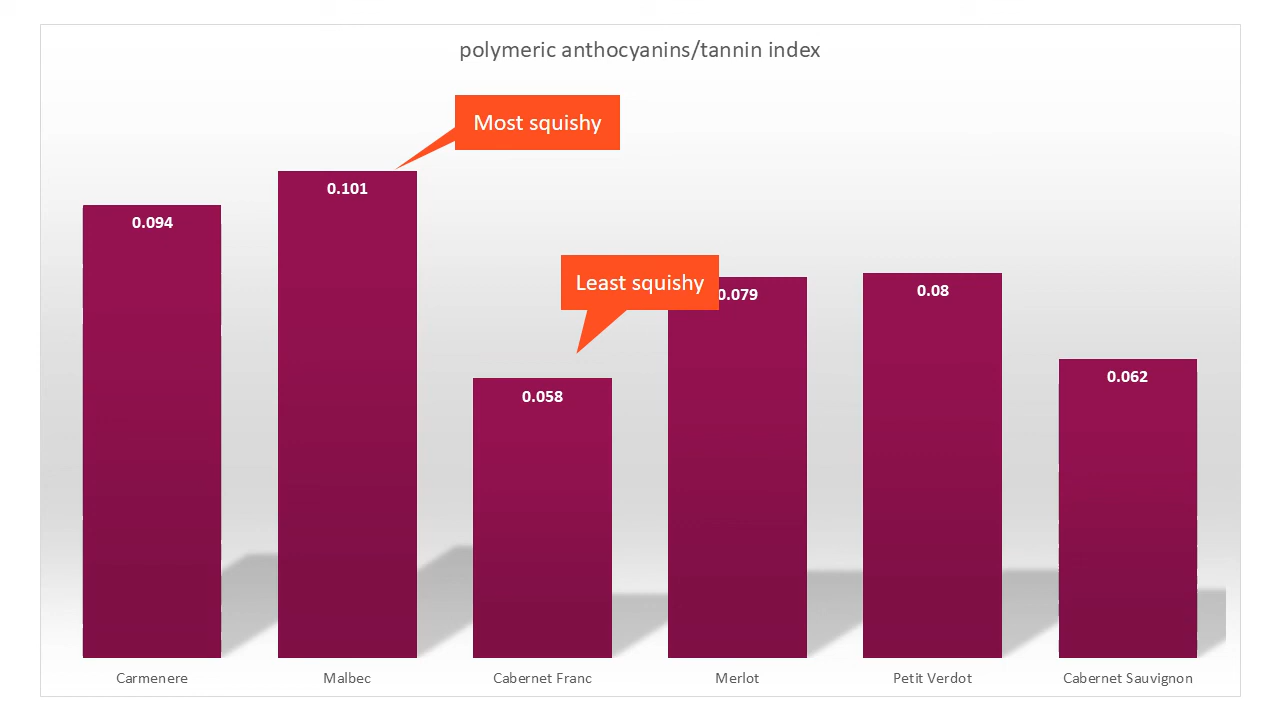 polymeric anthocyanins/tannin index
Most squishy
0.101
0.094
Least squishy
0.079
0.08
0.062
0.058
Carmenere
Malbec
Cabernet Franc
Merlot
Petit Verdot
Cabernet Sauvignon